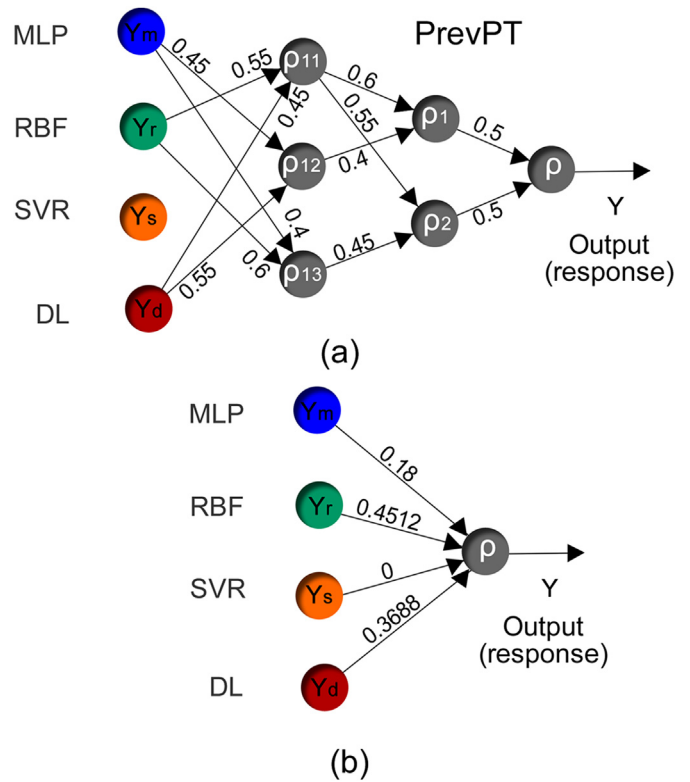 PrevPT
MLP
Ym
0.45
0.55
ρ11
0.6
ρ1
RBF
Yr
0.45
0.55
0.5
ρ12
0.4
ρ
SVR
Ys
ρ2
0.5
Y
0.4
0.45
Output
(response)
DL
Yd
0.55
0.6
ρ13
(a)
MLP
Ym
0.18
RBF
Yr
0.4512
ρ
SVR
Ys
0
Y
0.3688
Output
(response)
DL
Yd
(b)